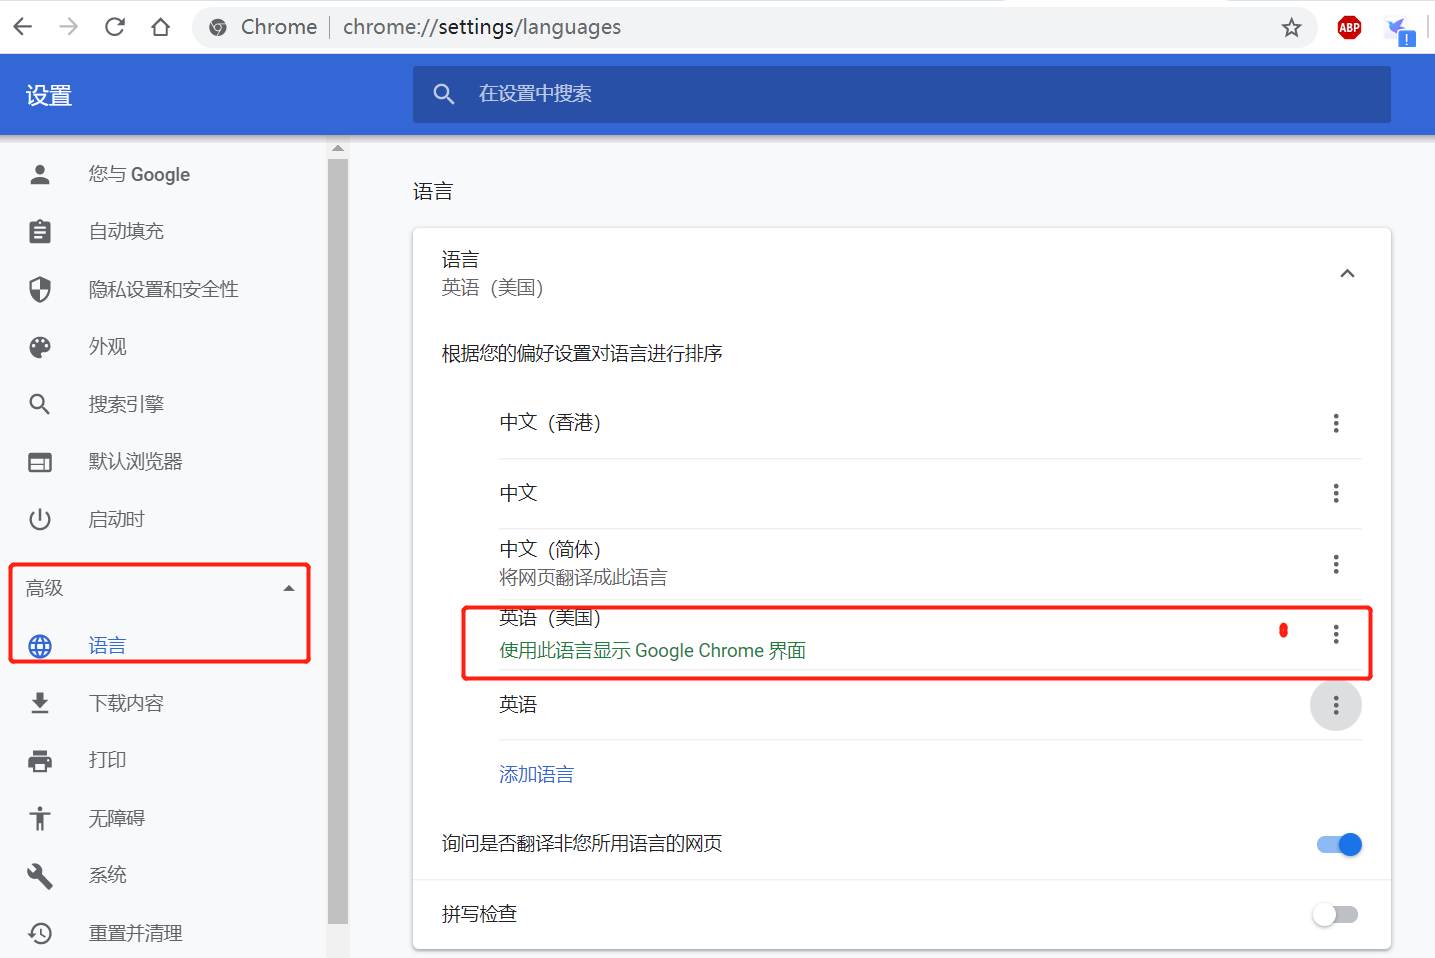 Chrome chrome://settings/languages
ABP
设置
在设置中搜索
您与 Google
自动填充
隐私设置和安全性
外观
搜索引擎
默认浏览器
启动时
高级
语言
下载内容
打印
无障碍
系统
重置并清理
语言
语言
英语（美国）
根据您的偏好设置对语言进行排序
中文（香港）
中文
中文（简体）
将网页翻译成此语言
英语（美国）
使用此语言显示 Google Chrome 界面
英语
添加语言
询问是否翻译非您所用语言的网页
拼写检查